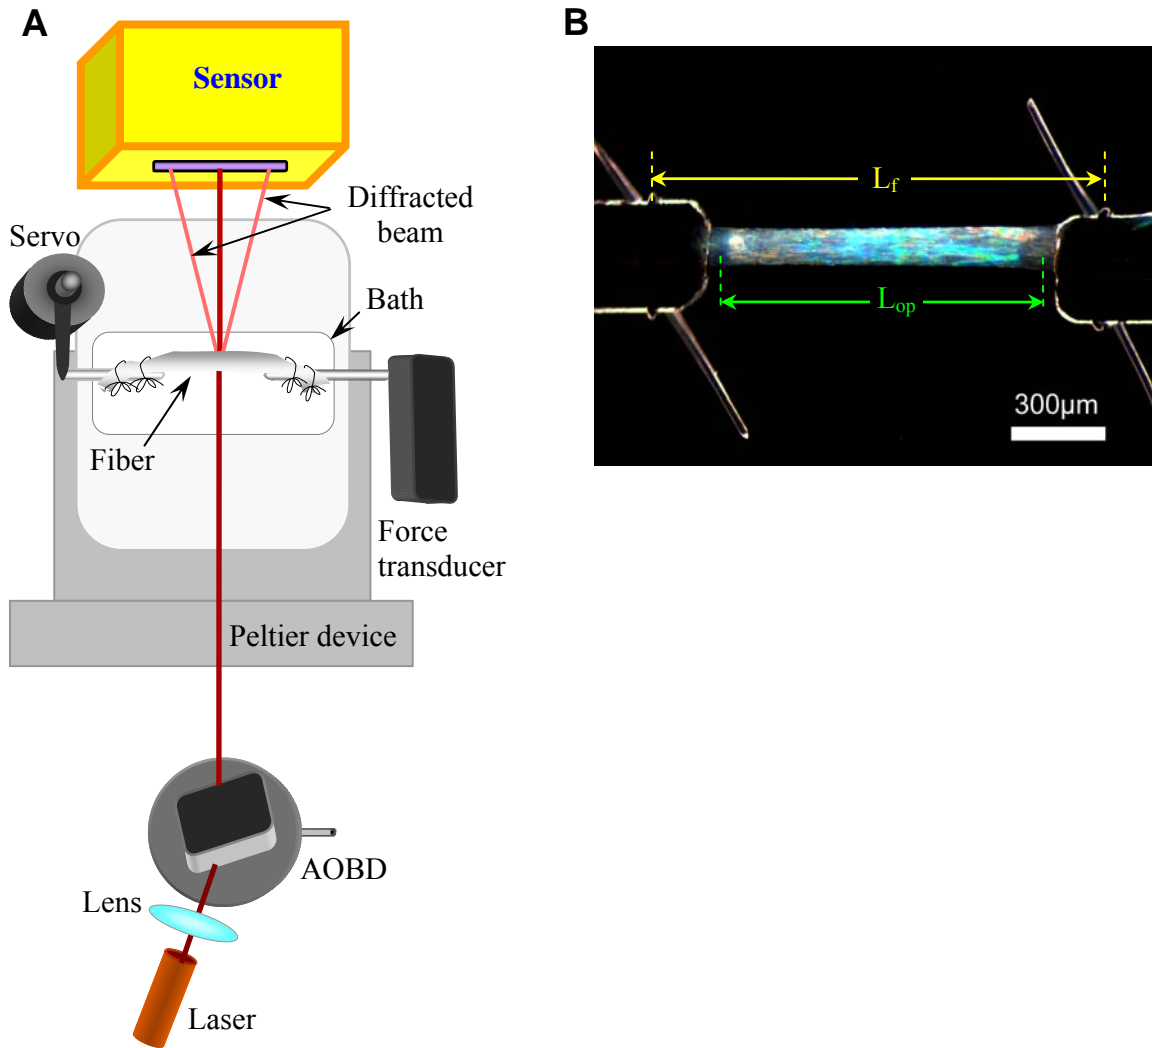 A
Sensor
Diffracted
beam
Servo
Bath
Fiber
Force
transducer
Peltier device
AOBD
Lens
Laser
B
Lf
Lop
300µm